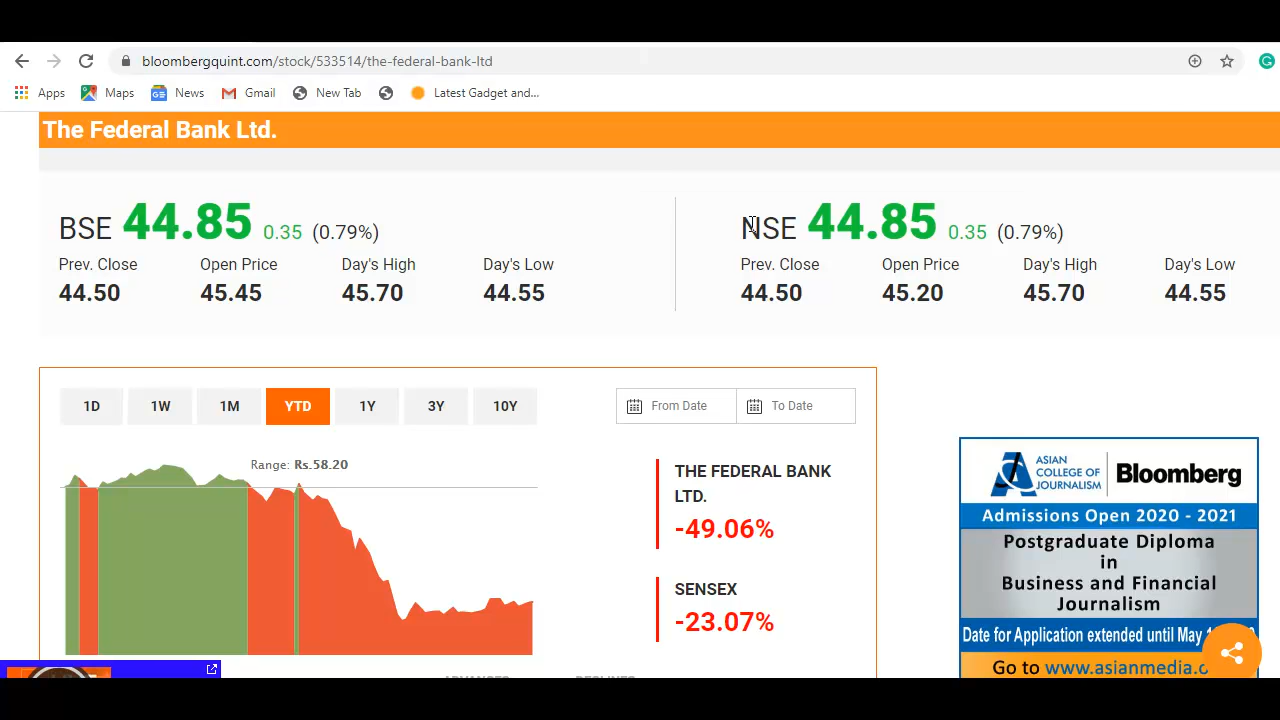 bloombergquint.com/stock/533514/the-federal-bank-ltd
Apps Maps News Gmail New Tab Latest Gadget and...
The Federal Bank Ltd.
BSE 44.85 0.35 (0.79%)
Prev. Close Open Price Day's High Day's Low
44.50 45.45 45.70 44.55
NSE 44.85 0.35 (0.79%)
Prev. Close Open Price Day's High Day's Low
44.50 45.20 45.70 44.55
1D 1W 1M YTD 1Y 3Y 10Y
From Date To Date
Range: Rs.58.20
THE FEDERAL BANK
LTD.
-49.06%
SENSEX
-23.07%
ASIAN
COLLEGE OF
JOURNALISM
Bloomberg
Admissions Open 2020 - 2021
Postgraduate Diploma
in
Business and Financial
Journalism
Date for Application extended until May
Go to www.asianmedia.c